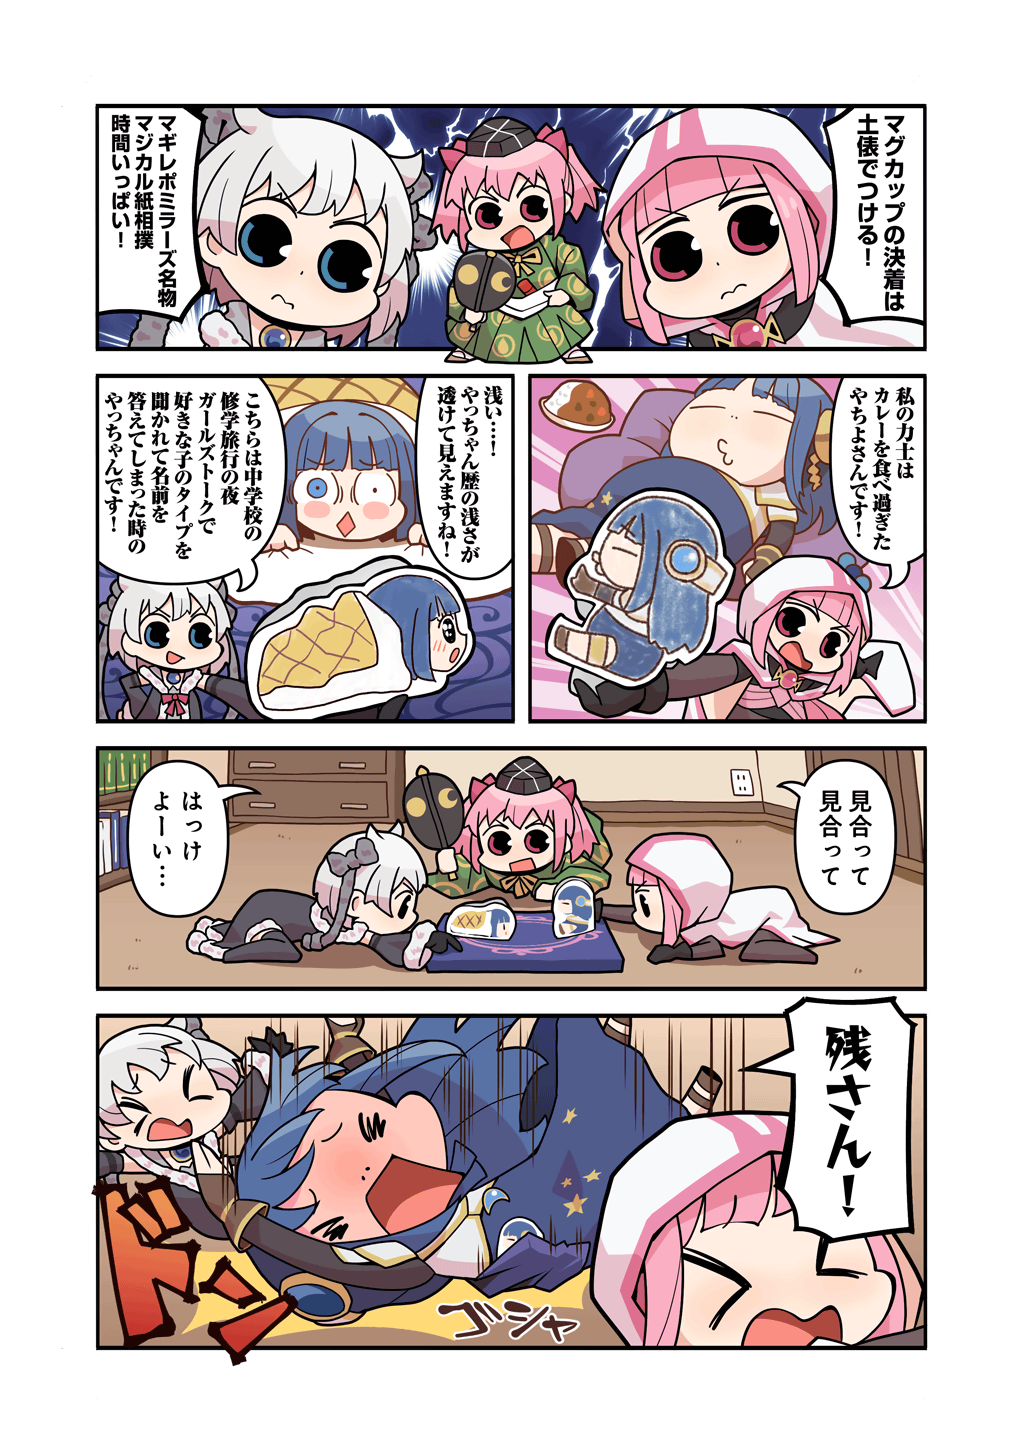 マグカップの決着は
土俵でつける！
マギレポミラーズ名物
マジカル紙相撲
時間いっぱい！
私の力士は
カレーを食べ過ぎた
やちよさんです！
浅い…！
やっちゃん歴の浅さが
透けて見えますね！
こちらは中学校の
修学旅行の夜
ガールズトークで
好きな子のタイプを
聞かれて名前を
答えてしまった時の
やっちゃんです！
見合って
見合って
はっけ
よーい…
残さん！
ドンッ
グシャ